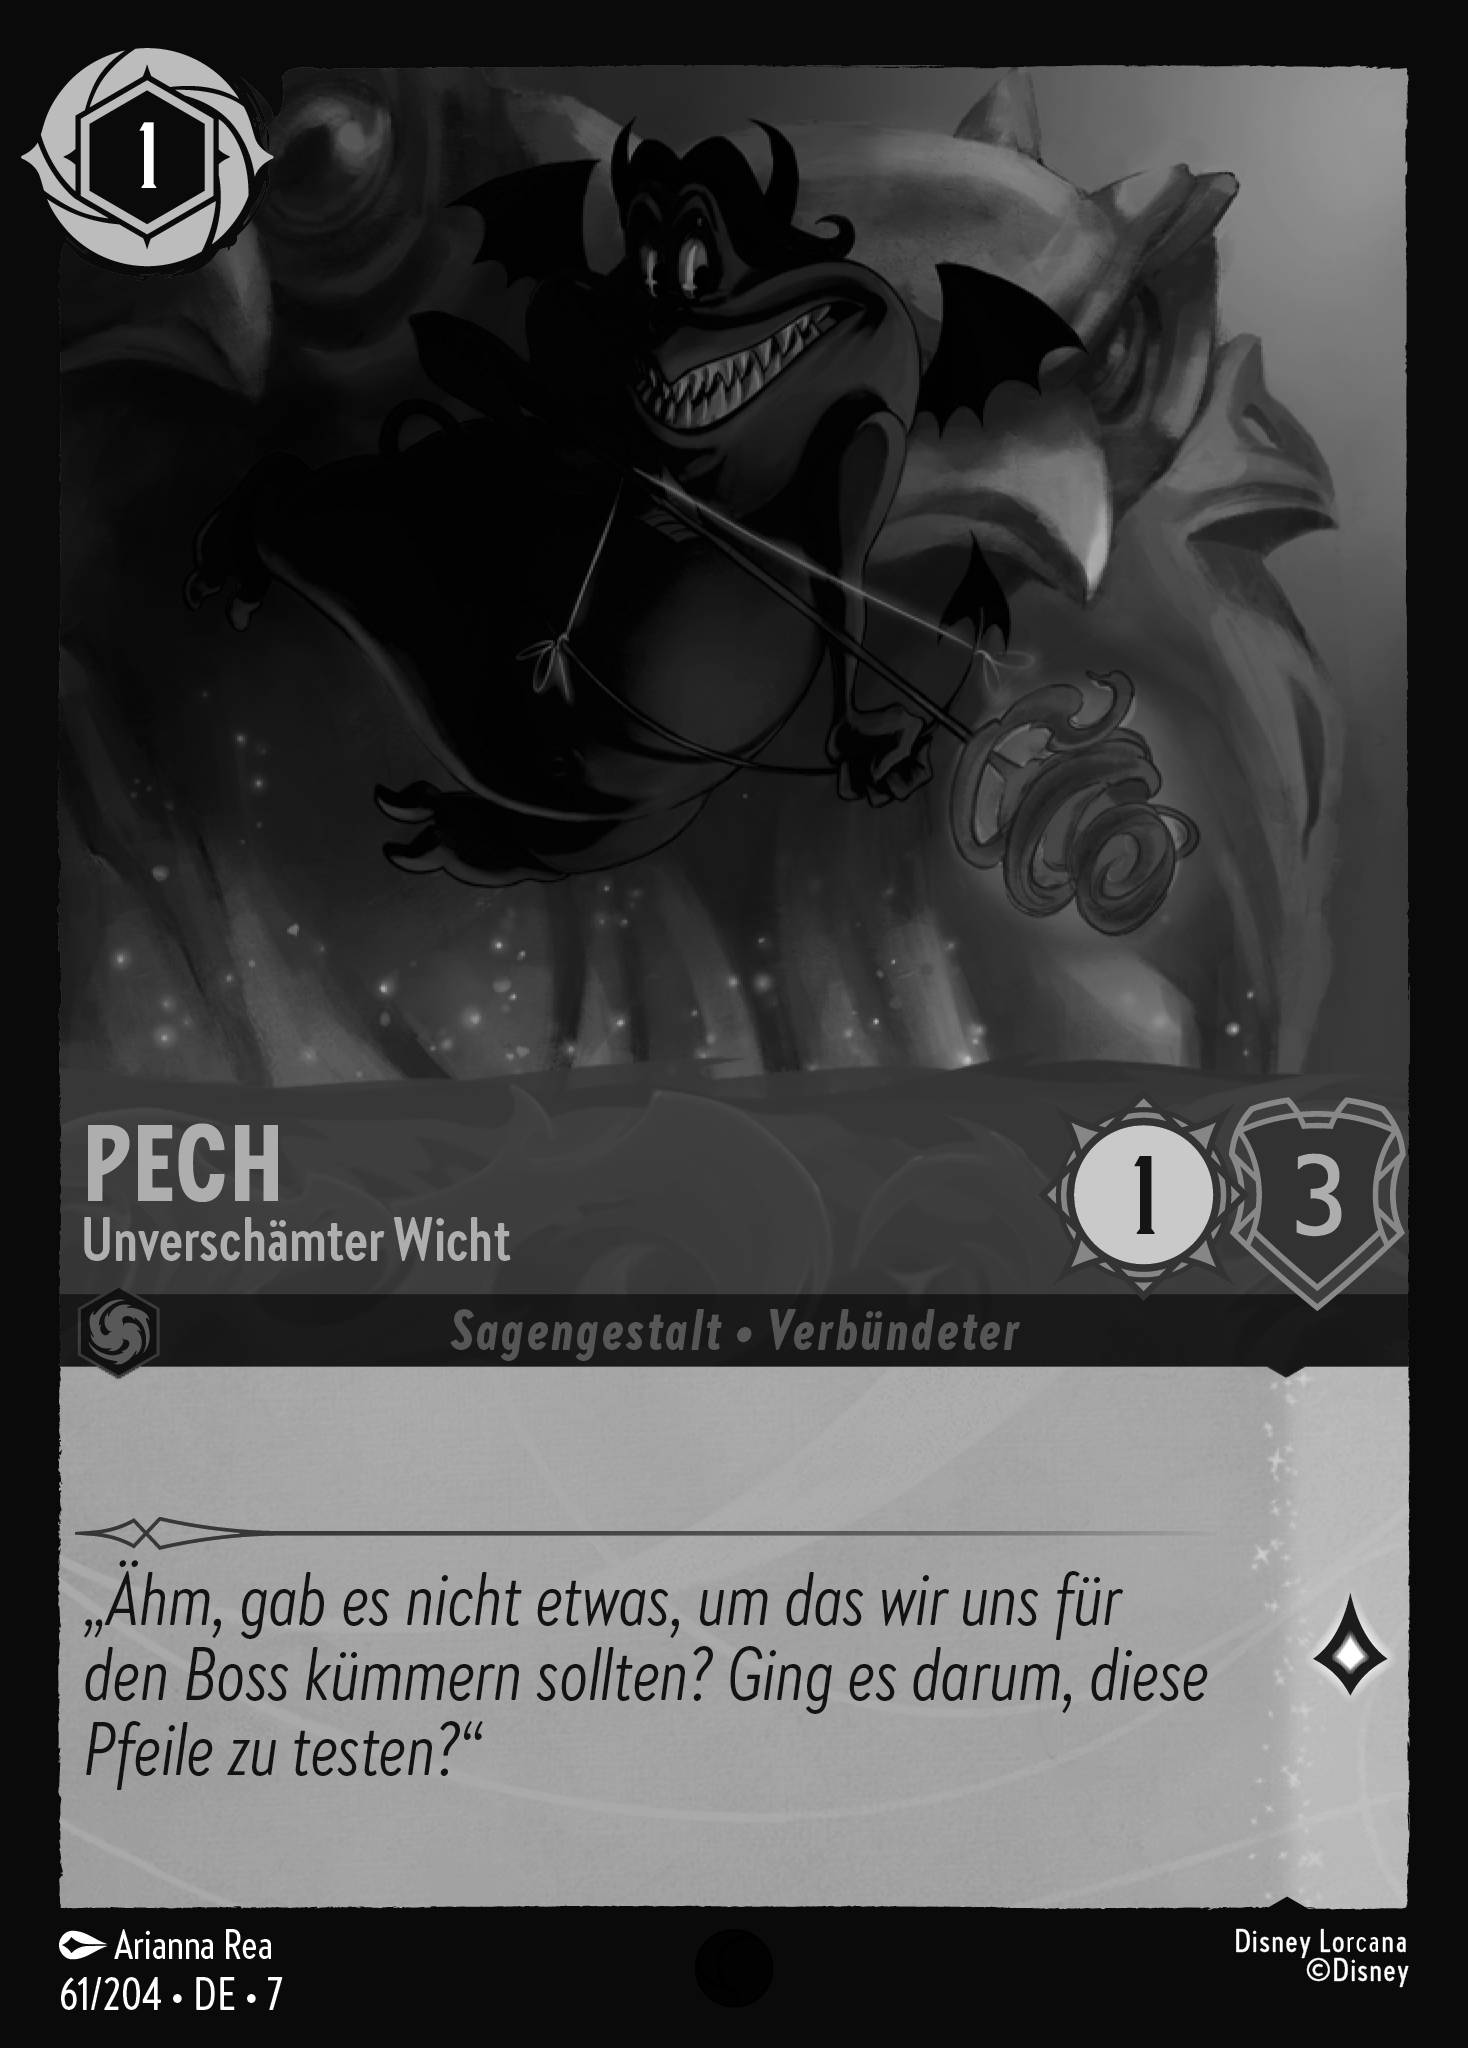 1
PECH
Unverschämter Wicht
1
3
Sagengestalt • Verbündeter
„Ähm, gab es nicht etwas, um das wir uns für
den Boss kümmern sollten? Ging es darum, diese
Pfeile zu testen?“
Arianna Rea
61/204 • DE • 7
Disney Lorcana
©Disney